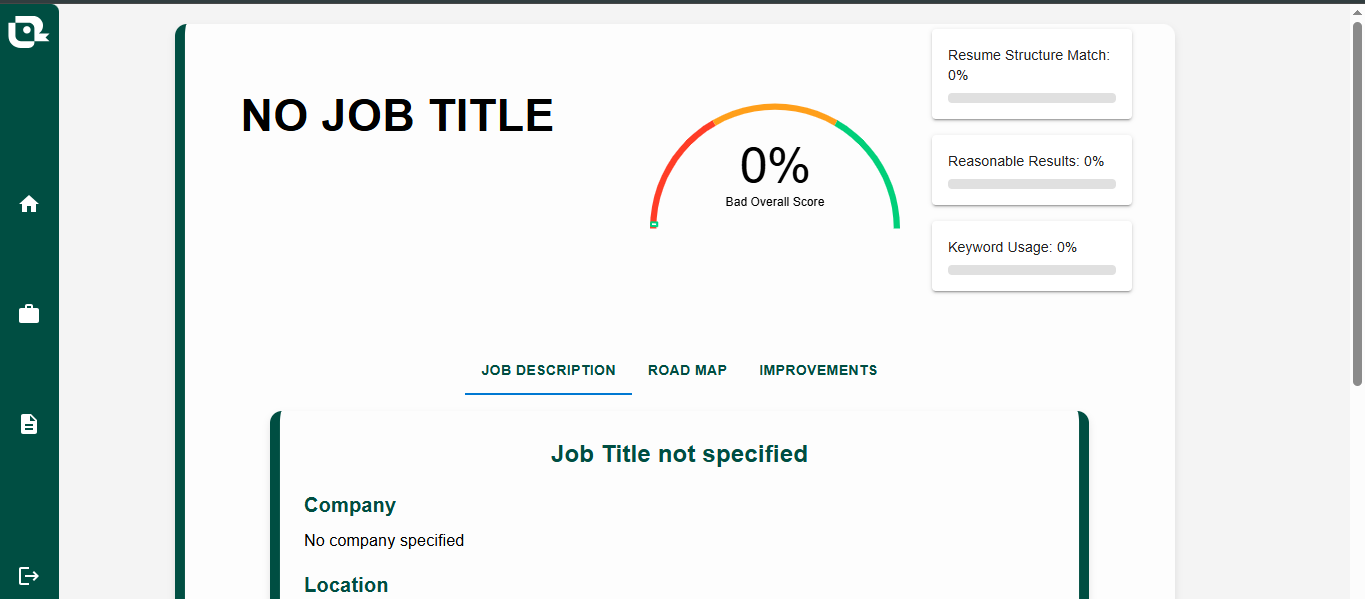 NO JOB TITLE
0%
Bad Overall Score
Resume Structure Match:
0%
Reasonable Results: 0%
Keyword Usage: 0%
JOB DESCRIPTION
ROAD MAP
IMPROVEMENTS
Job Title not specified
Company
No company specified
Location